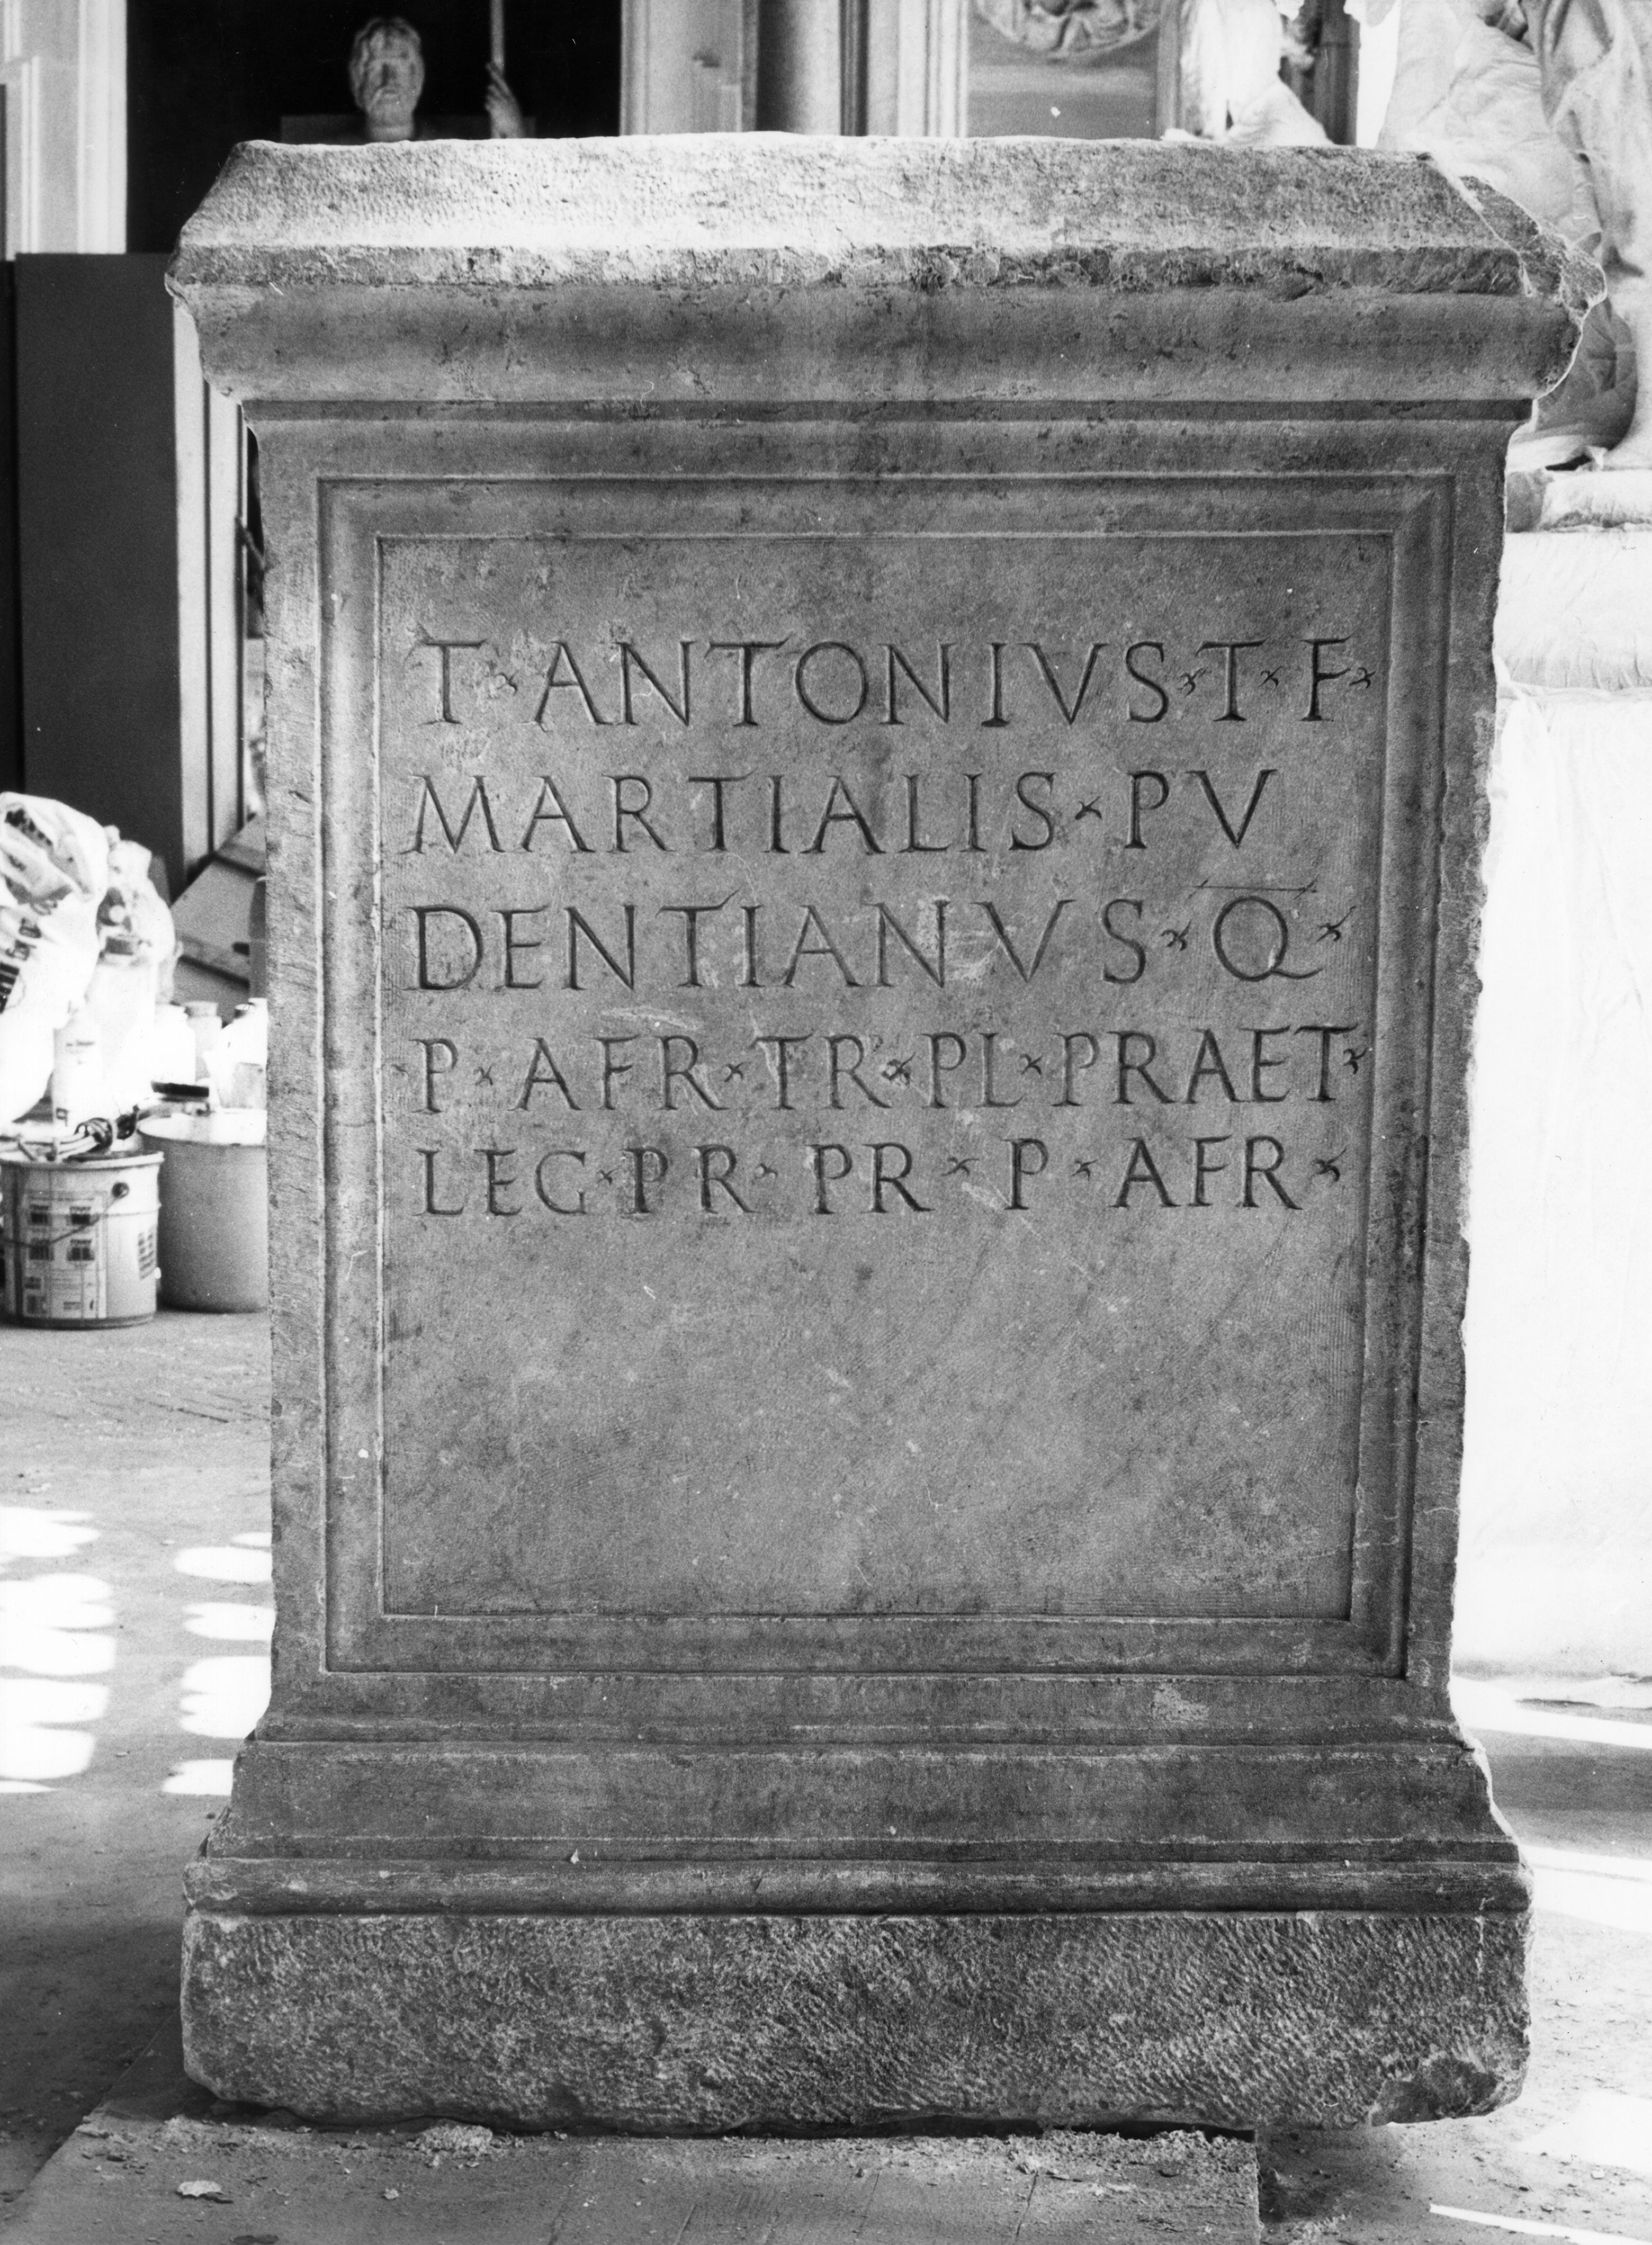 T · ANTONIVS · T · F ·
MARTIALIS · PV
DENTIANVS · Q̅ ·
P · AFR · TR · PL · PRAET ·
LEG · PR · PR · P · AFR ·